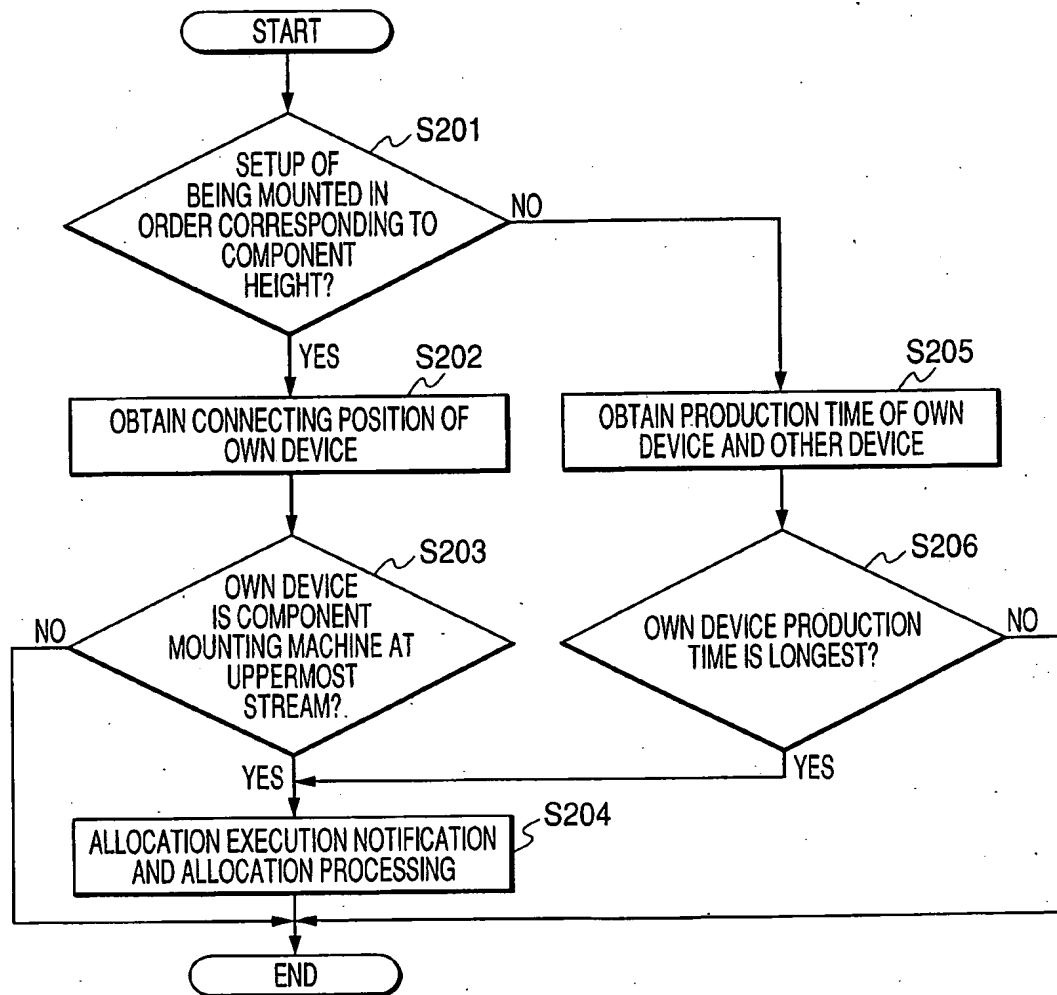 START
S201
SETUP OF
BEING MOUNTED IN
ORDER CORRESPONDING TO
COMPONENT
HEIGHT?
NO
YES
S202
OBTAIN CONNECTING POSITION OF
OWN DEVICE
S205
OBTAIN PRODUCTION TIME OF OWN
DEVICE AND OTHER DEVICE
S203
OWN DEVICE
IS COMPONENT
MOUNTING MACHINE AT
UPPERMOST
STREAM?
NO
YES
S206
OWN DEVICE PRODUCTION
TIME IS LONGEST?
NO
YES
S204
ALLOCATION EXECUTION NOTIFICATION
AND ALLOCATION PROCESSING
END